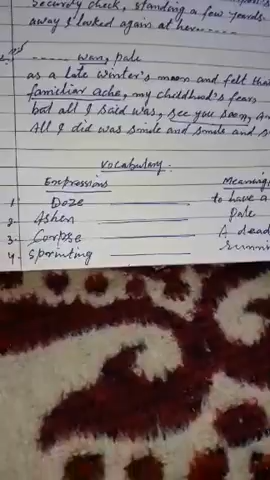 security check, standing a few yards
away I looked again at her -----
----- wan, pale
as a late winter's moon and felt that
familiar ache, my childhood's fears
but all I said was, see you soon, A
All I did was smile and smile and s
Vocabulary.
Expressions Meaning
1. Doze to have a
2. Ashen Pale
3. Corpse A dead
4. Sprinting runni